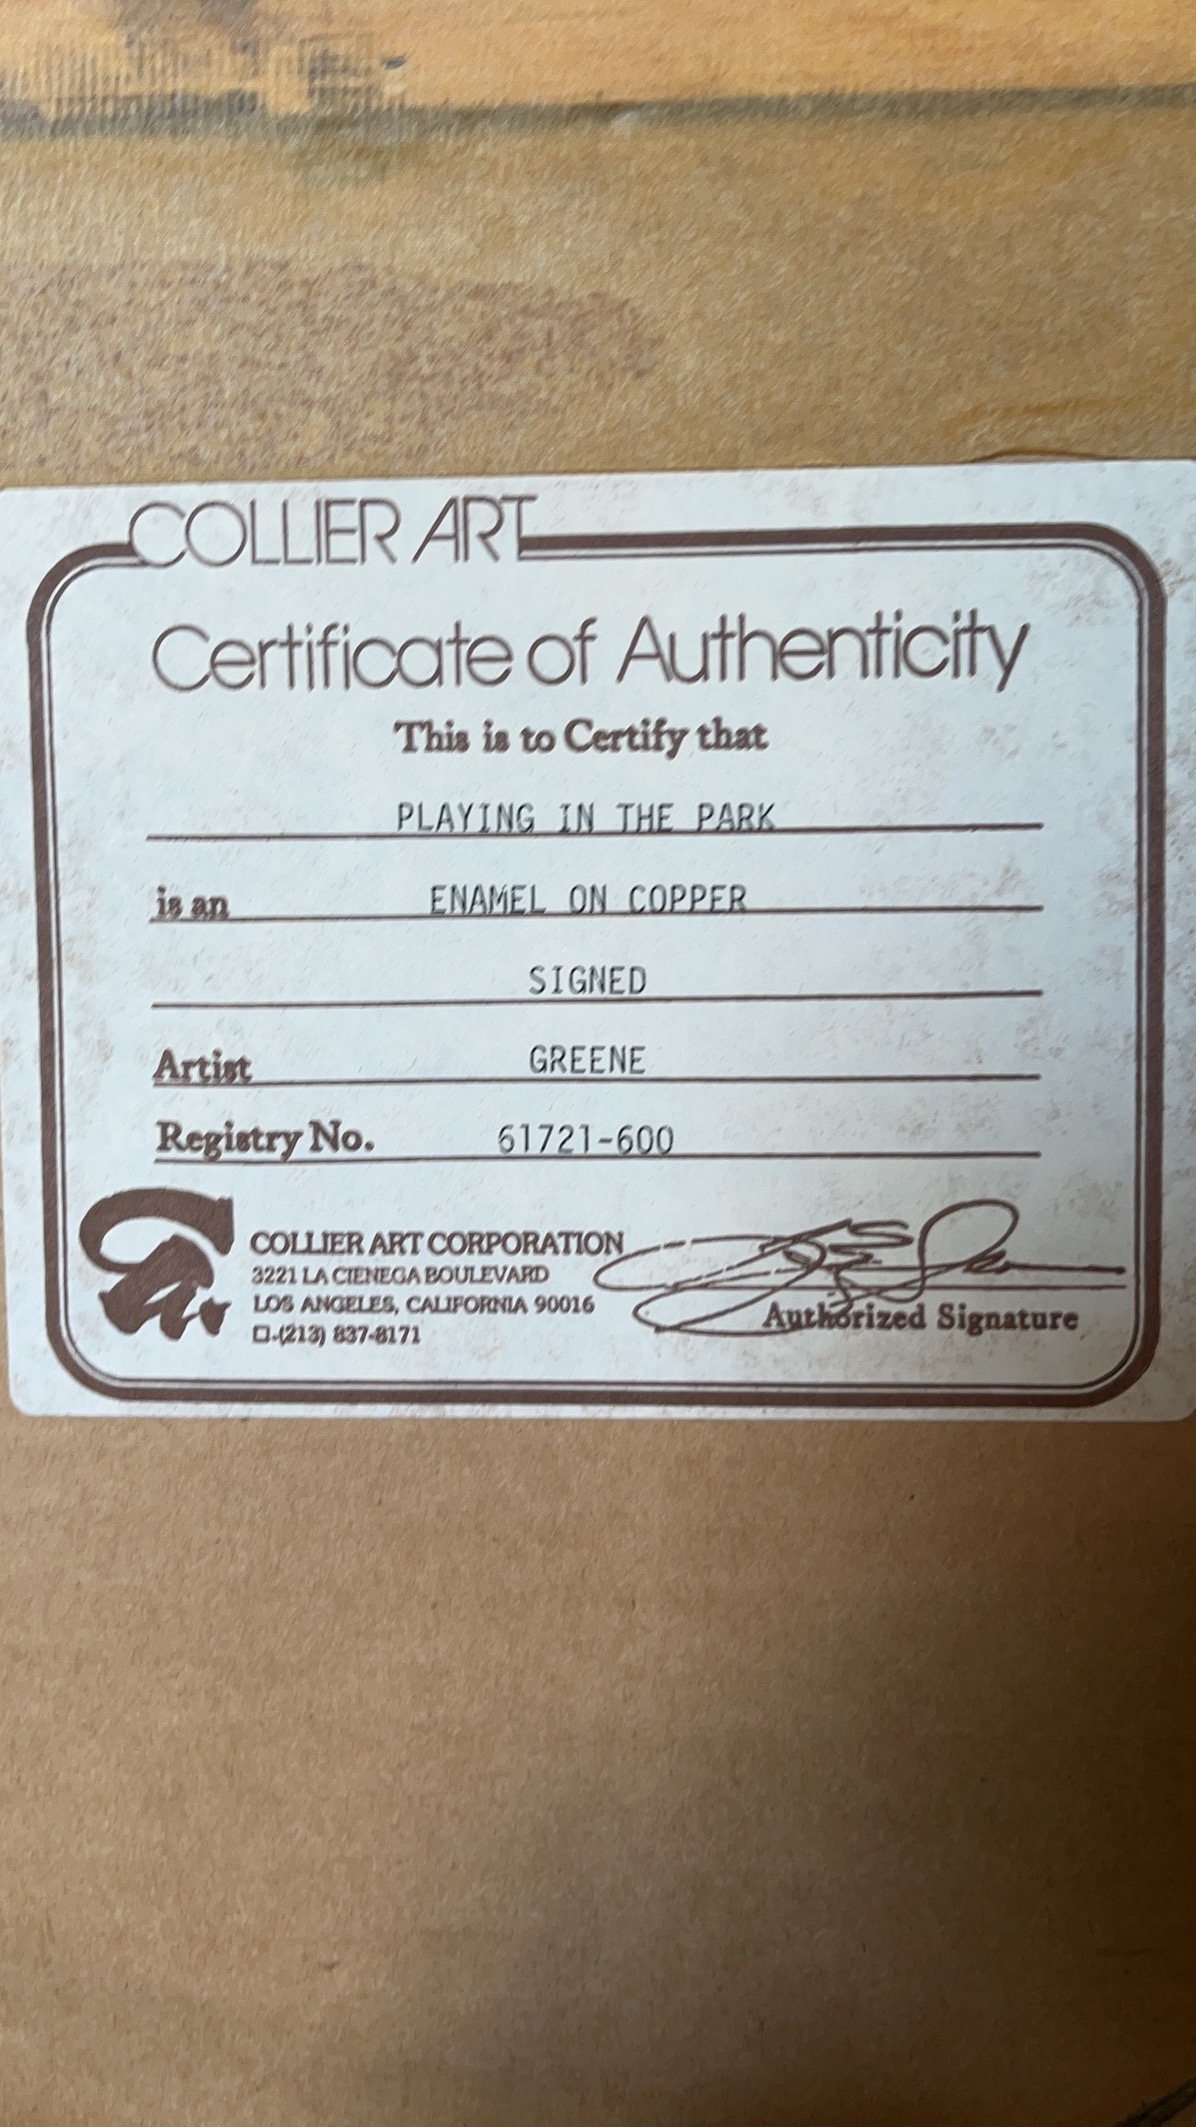 COLLIER ART
Certificate of Authenticity
This is to Certify that
PLAYING IN THE PARK
is an ENAMEL ON COPPER
SIGNED
Artist GREENE
Registry No. 61721-600
COLLIER ART CORPORATION
3221 LA CIENEGA BOULEVARD
LOS ANGELES, CALIFORNIA 90016
☐-(213) 837-8171
Authorized Signature